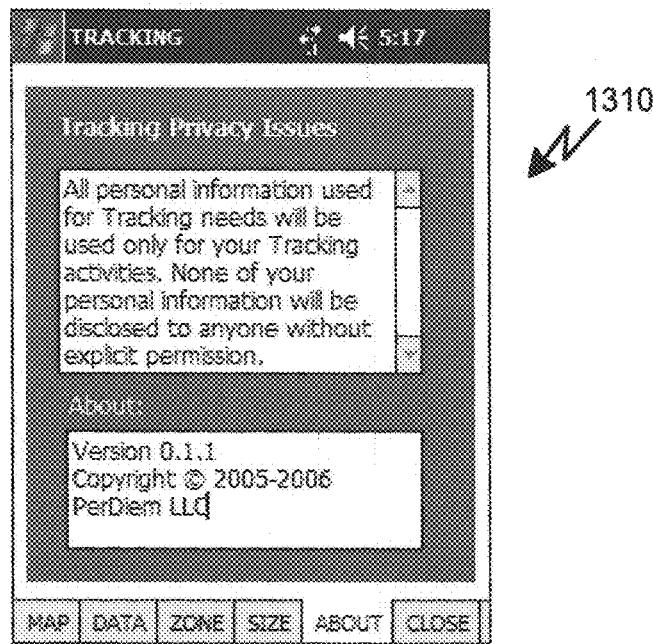 TRACKING 5:17
1310
Tracking Privacy Issues
All personal information used
for Tracking needs will be
used only for your Tracking
activities. None of your
personal information will be
disclosed to anyone without
explicit permission.
About:
Version 0.1.1
Copyright © 2005-2006
PerDiem LLC
MAP DATA ZONE SIZE ABOUT CLOSE